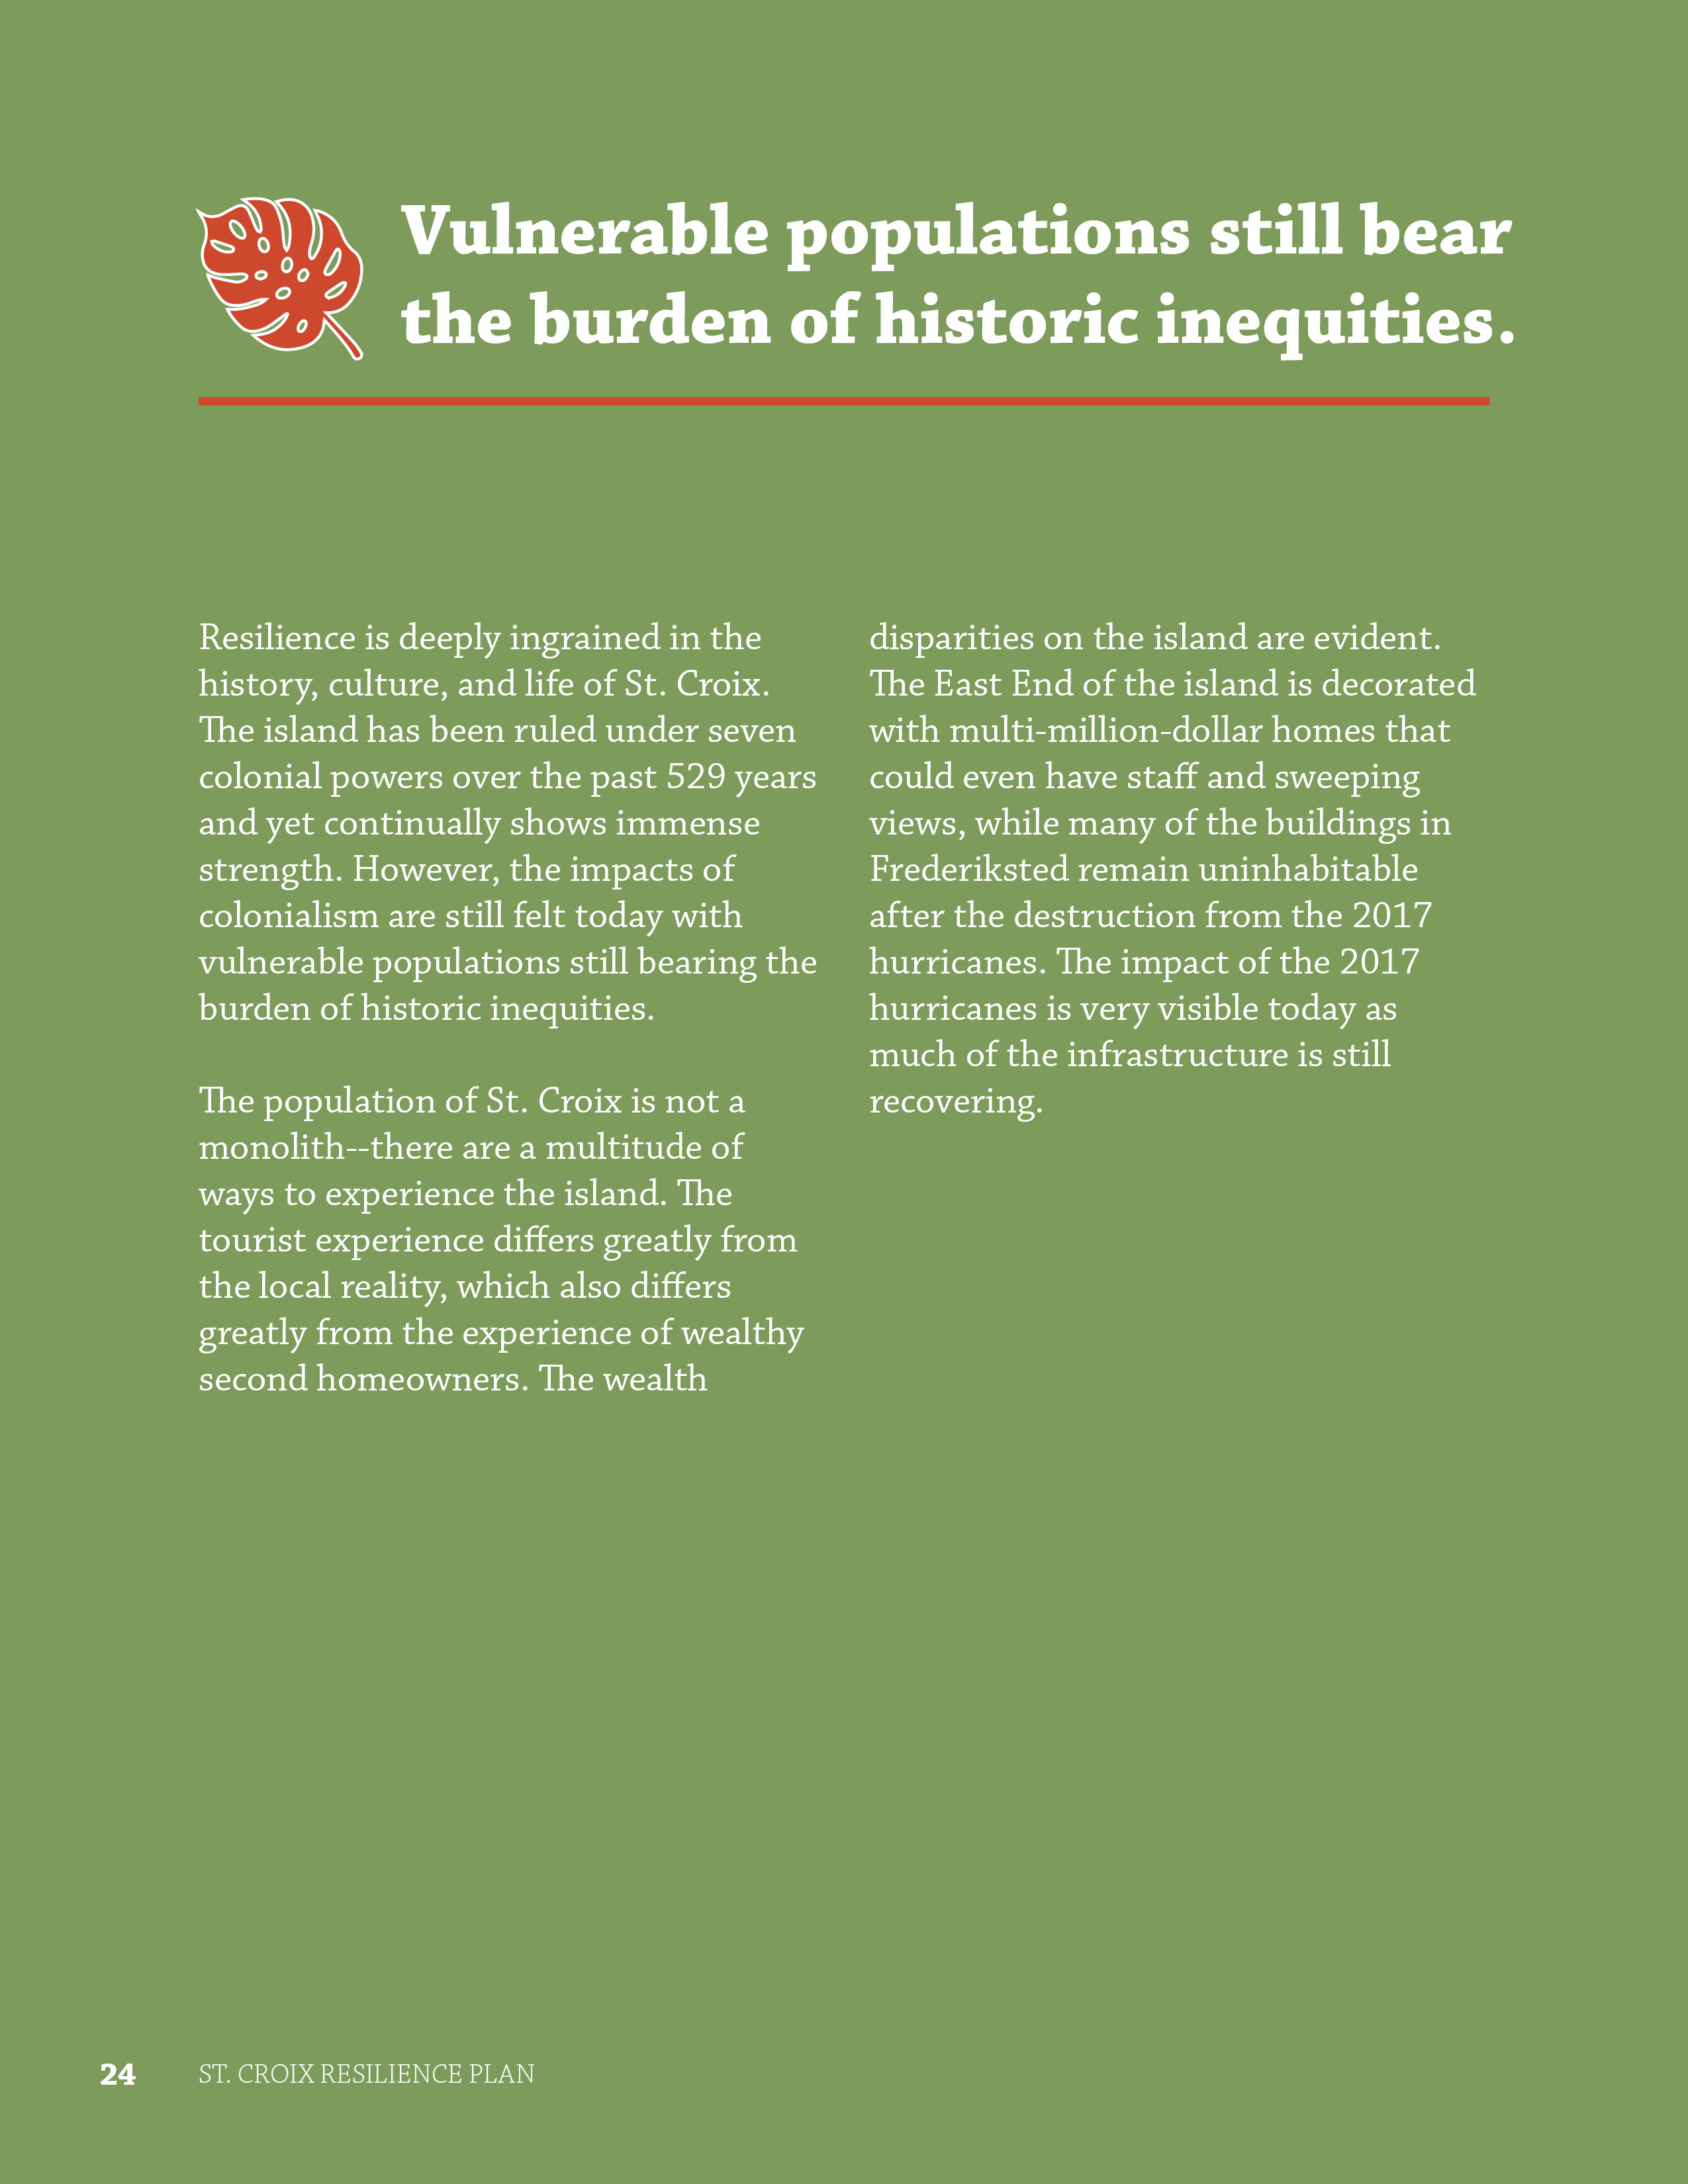 Vulnerable populations still bear
the burden of historic inequities.
Resilience is deeply ingrained in the
history, culture, and life of St. Croix.
The island has been ruled under seven
colonial powers over the past 529 years
and yet continually shows immense
strength. However, the impacts of
colonialism are still felt today with
vulnerable populations still bearing the
burden of historic inequities.
The population of St. Croix is not a
monolith--there are a multitude of
ways to experience the island. The
tourist experience differs greatly from
the local reality, which also differs
greatly from the experience of wealthy
second homeowners. The wealth
disparities on the island are evident.
The East End of the island is decorated
with multi-million-dollar homes that
could even have staff and sweeping
views, while many of the buildings in
Frederiksted remain uninhabitable
after the destruction from the 2017
hurricanes. The impact of the 2017
hurricanes is very visible today as
much of the infrastructure is still
recovering.
24 ST. CROIX RESILIENCE PLAN